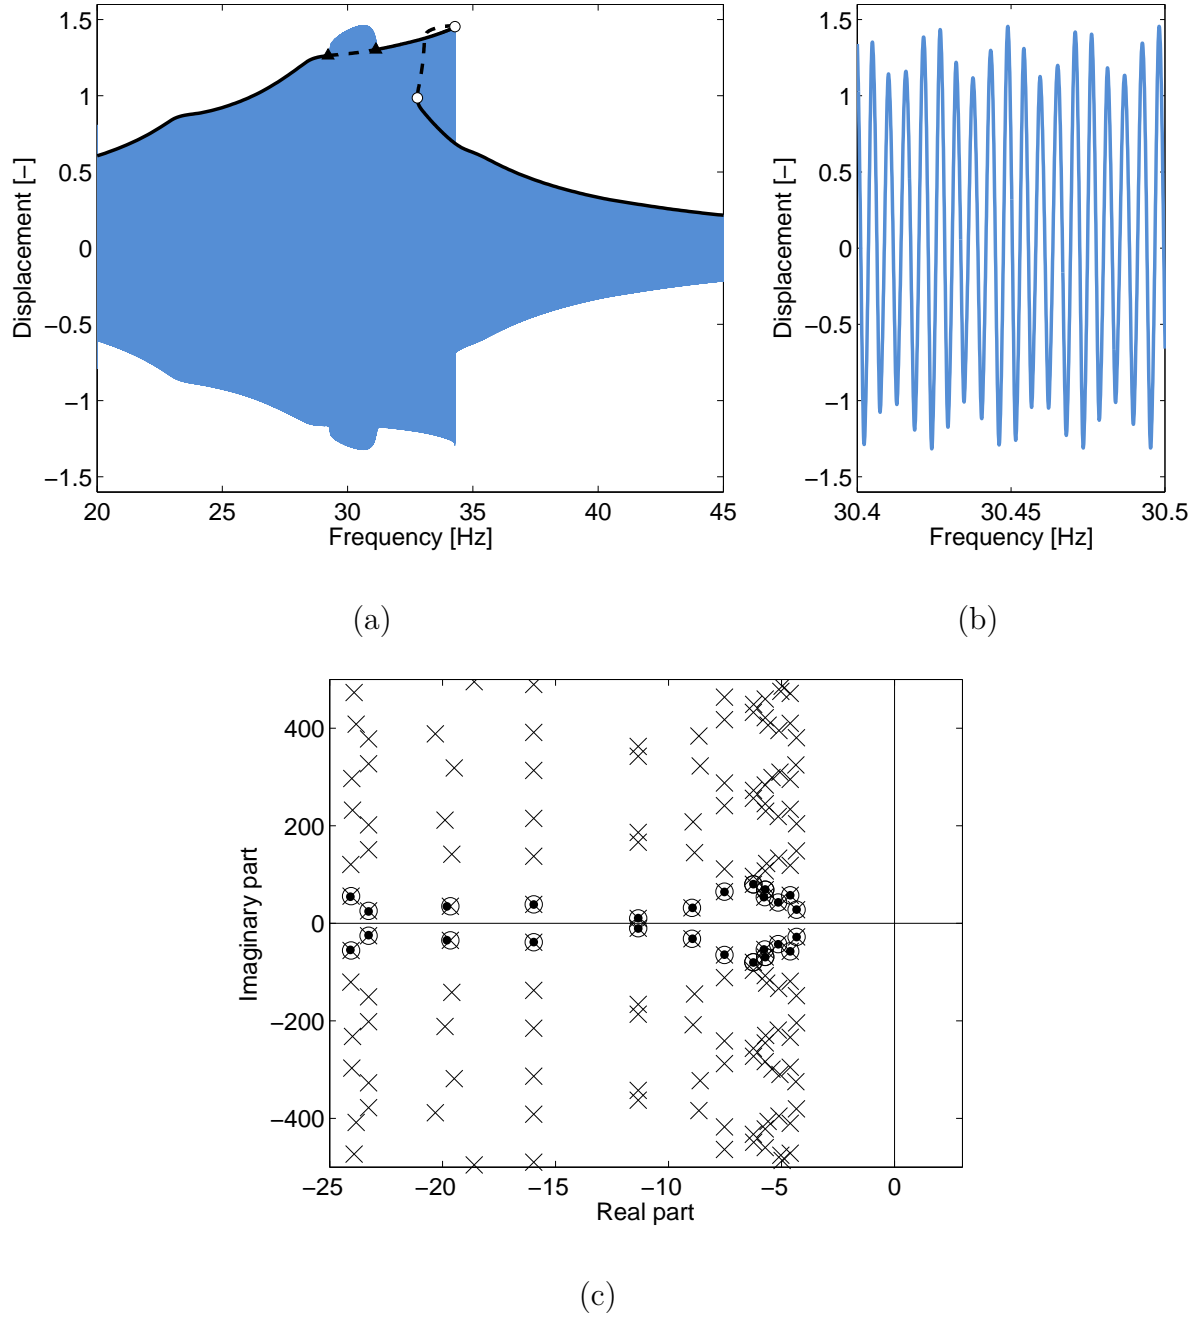 1.5
1
0.5
0
−0.5
−1
−1.5
Displacement [−]
20 25 30 35 40 45
Frequency [Hz]
(a)
1.5
1
0.5
0
−0.5
−1
−1.5
Displacement [−]
30.4 30.45 30.5
Frequency [Hz]
(b)
400
200
0
−200
−400
Imaginary part
−25 −20 −15 −10 −5 0
Real part
(c)